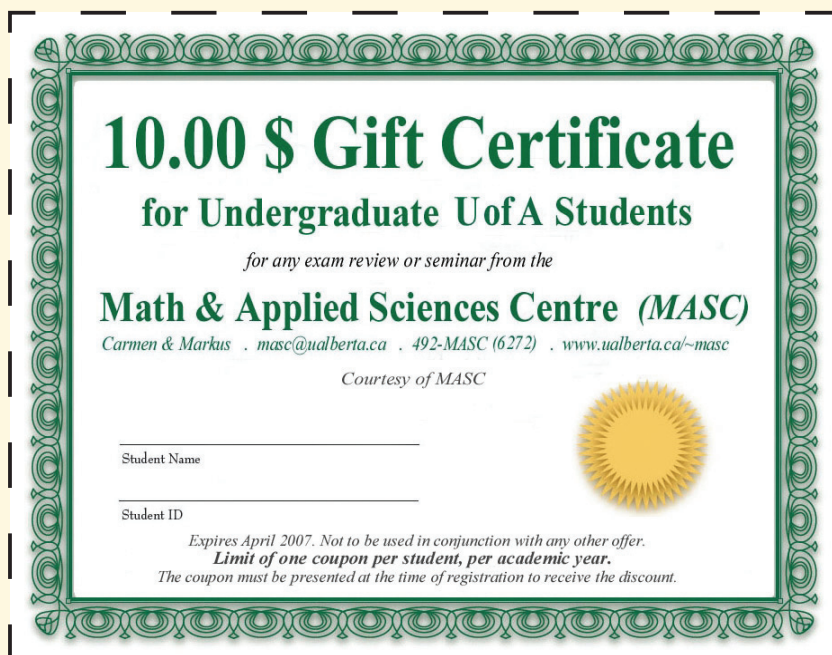 10.00 $ Gift Certificate
for Undergraduate U of A Students
for any exam review or seminar from the
Math & Applied Sciences Centre (MASC)
Carmen & Markus . masc@ualberta.ca . 492-MASC (6272) . www.ualberta.ca/~masc
Courtesy of MASC
Student Name
Student ID
Expires April 2007. Not to be used in conjunction with any other offer.
Limit of one coupon per student, per academic year.
The coupon must be presented at the time of registration to receive the discount.